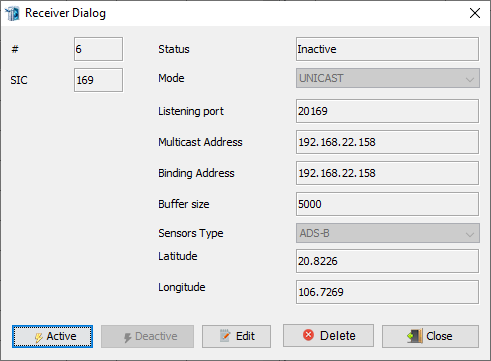 Receiver Dialog
# 6 Status Inactive
SIC 169 Mode UNICAST
Listening port 20169
Multicast Address 192.168.22.158
Binding Address 192.168.22.158
Buffer size 5000
Sensors Type ADS-B
Latitude 20.8226
Longitude 106.7269
Active Deactive Edit Delete Close